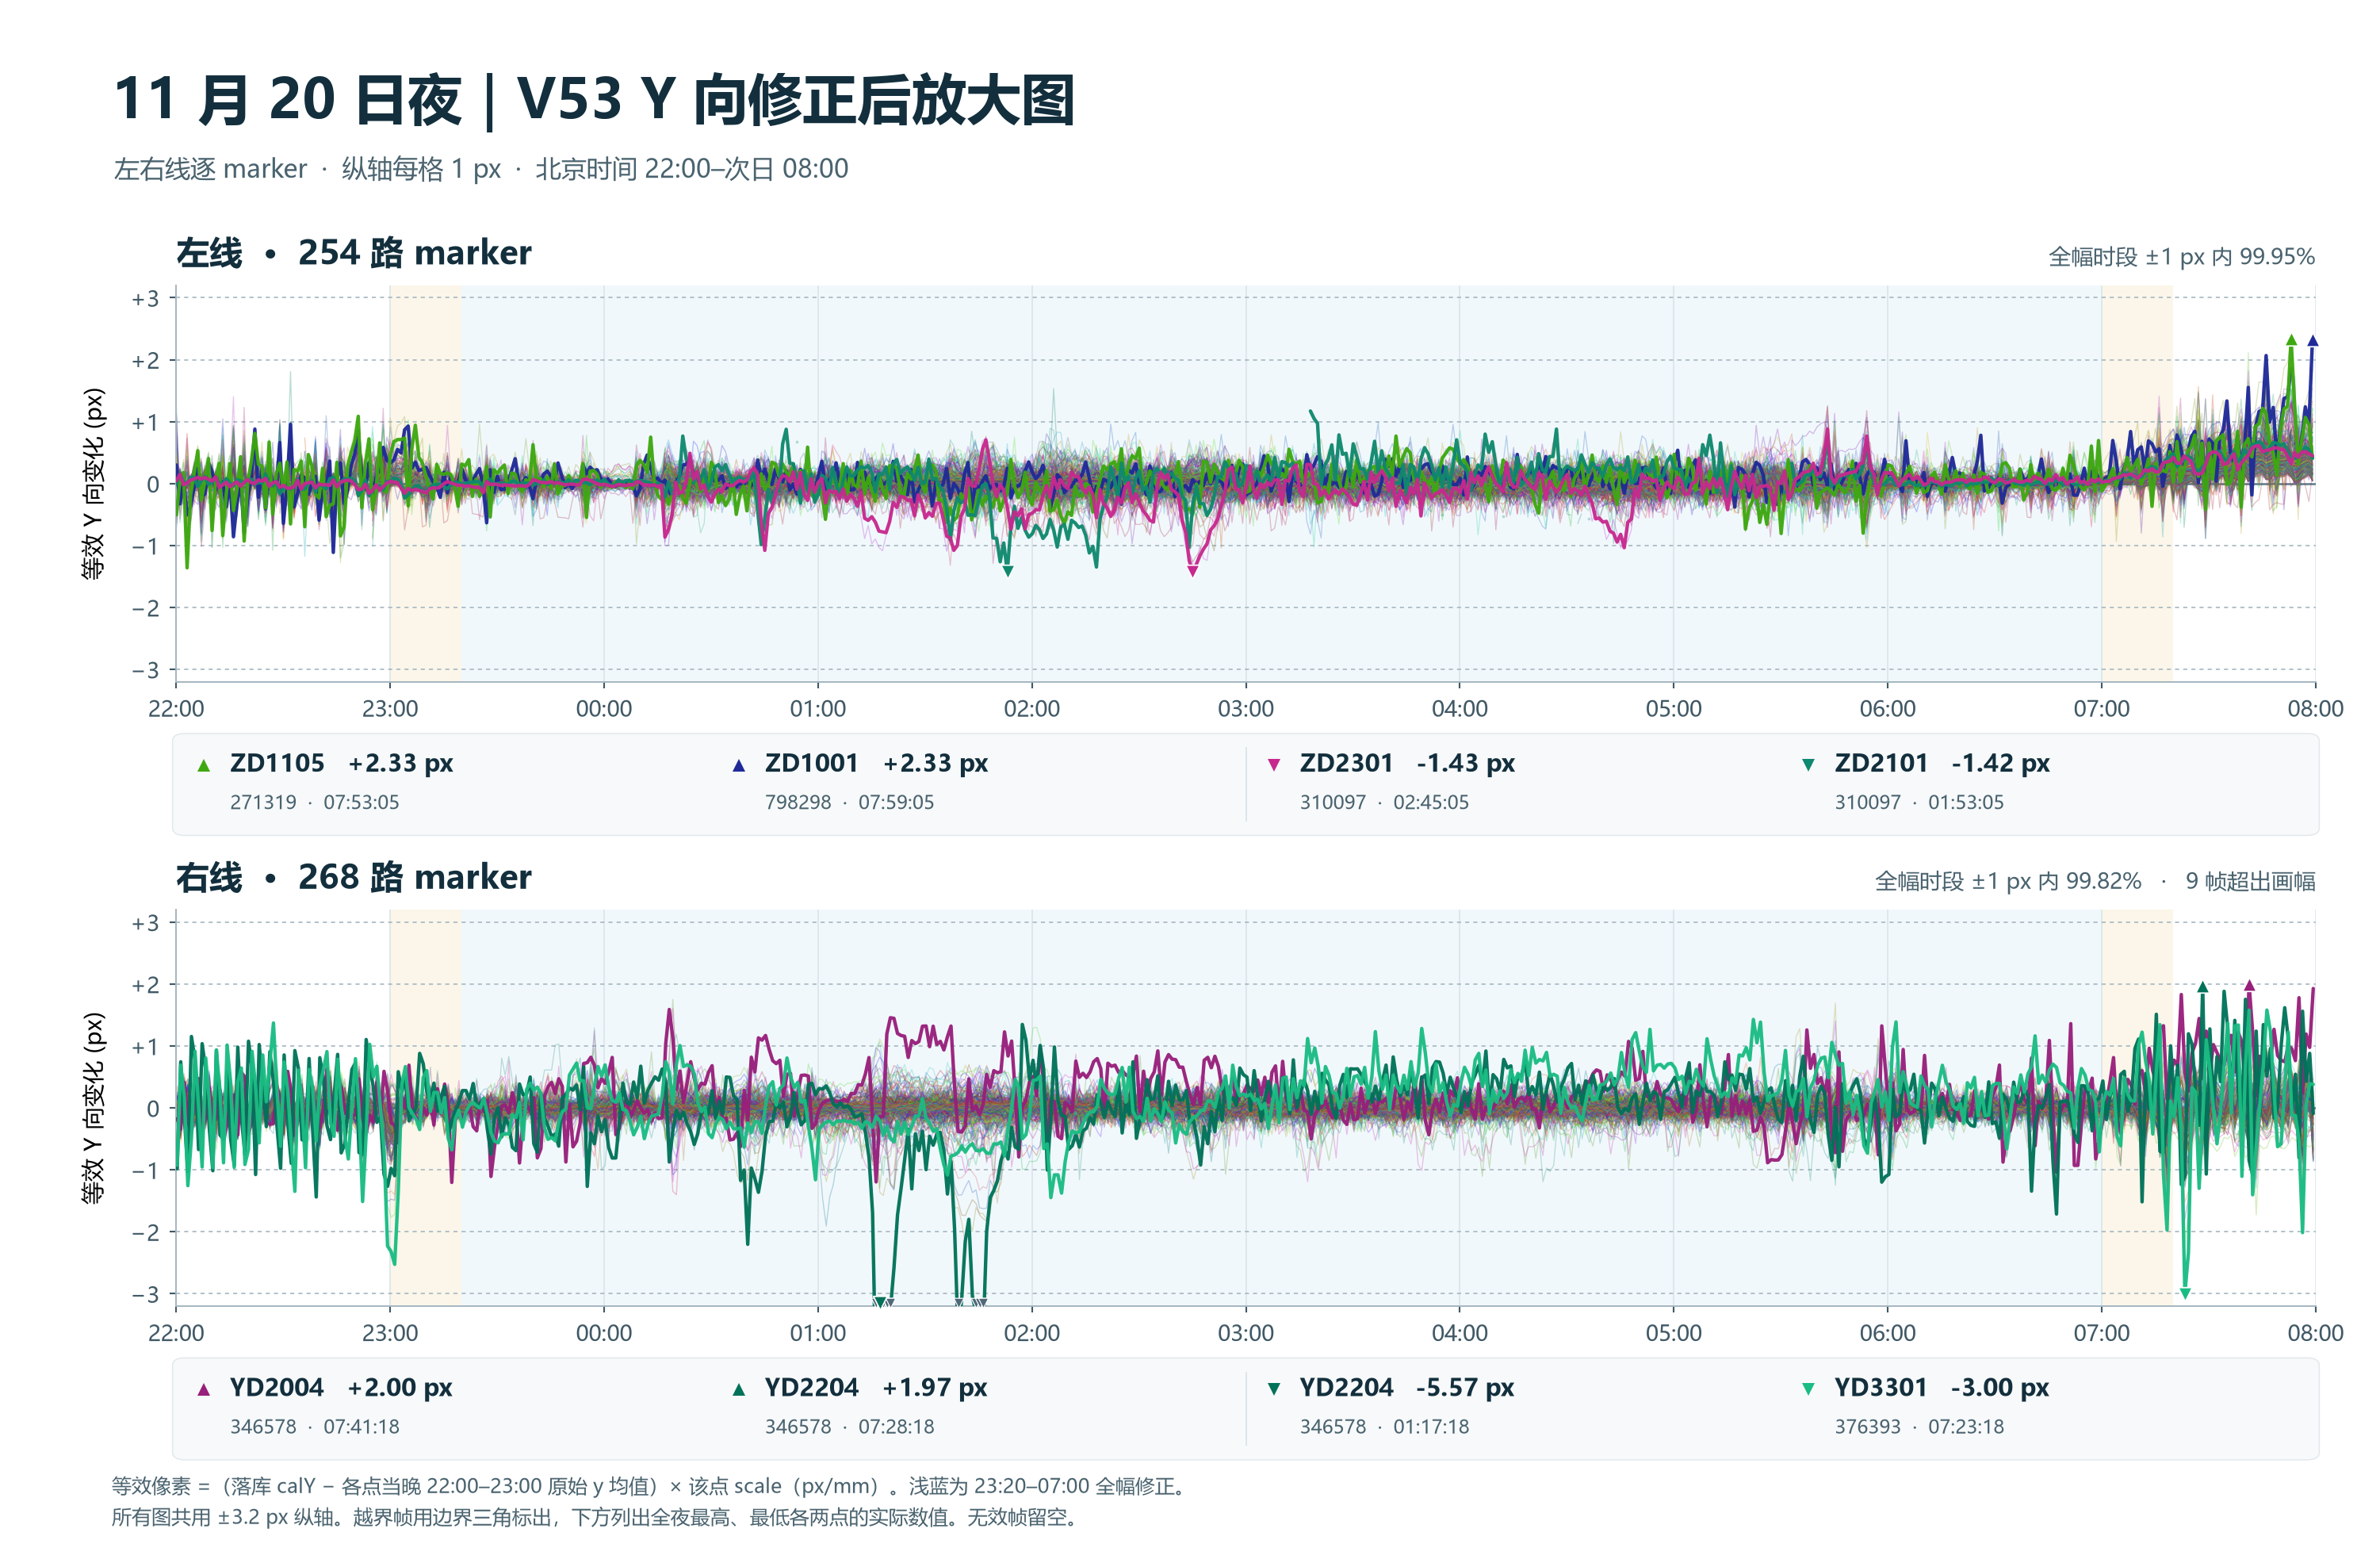 11 月 20 日夜 | V53 Y 向修正后放大图
左右线逐 marker · 纵轴每格 1 px · 北京时间 22:00–次日 08:00
左线 • 254 路 marker
全幅时段 ±1 px 内 99.95%
等效 Y 向变化 (px)
+3
+2
+1
0
−1
−2
−3
22:00 23:00 00:00 01:00 02:00 03:00 04:00 05:00 06:00 07:00 08:00
▲ ZD1105 +2.33 px ▲ ZD1001 +2.33 px ▼ ZD2301 -1.43 px ▼ ZD2101 -1.42 px
271319 · 07:53:05 798298 · 07:59:05 310097 · 02:45:05 310097 · 01:53:05
右线 • 268 路 marker
全幅时段 ±1 px 内 99.82% · 9 帧超出画幅
等效 Y 向变化 (px)
+3
+2
+1
0
−1
−2
−3
22:00 23:00 00:00 01:00 02:00 03:00 04:00 05:00 06:00 07:00 08:00
▲ YD2004 +2.00 px ▲ YD2204 +1.97 px ▼ YD2204 -5.57 px ▼ YD3301 -3.00 px
346578 · 07:41:18 346578 · 07:28:18 346578 · 01:17:18 376393 · 07:23:18
等效像素 =（落库 calY − 各点当晚 22:00–23:00 原始 y 均值）× 该点 scale（px/mm）。浅蓝为 23:20–07:00 全幅修正。
所有图共用 ±3.2 px 纵轴。越界帧用边界三角标出，下方列出全夜最高、最低各两点的实际数值。无效帧留空。